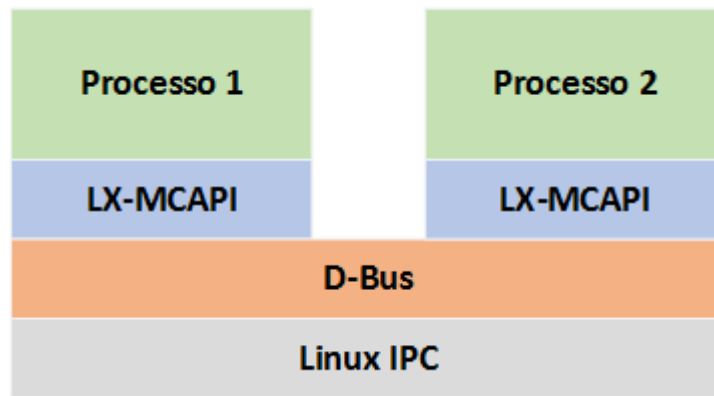 Processo 1
Processo 2
LX-MCAPI
LX-MCAPI
D-Bus
Linux IPC